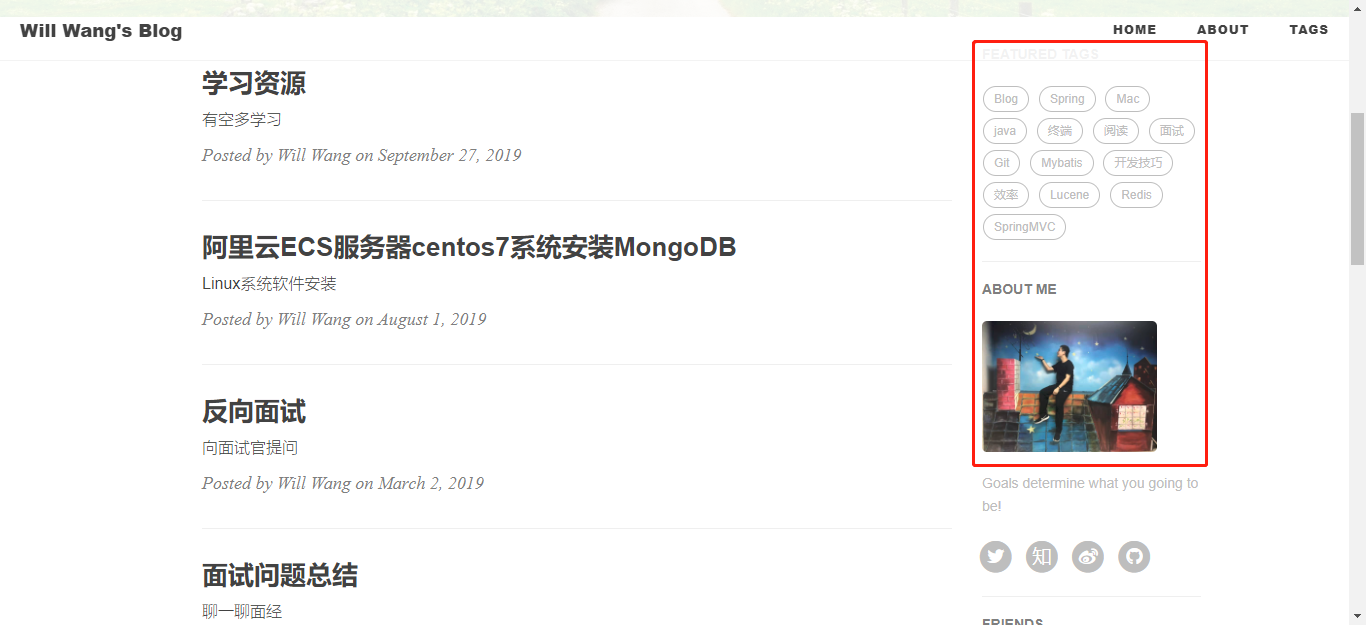 Will Wang's Blog
HOME ABOUT TAGS
学习资源
有空多学习
Posted by Will Wang on September 27, 2019
阿里云ECS服务器centos7系统安装MongoDB
Linux系统软件安装
Posted by Will Wang on August 1, 2019
反向面试
向面试官提问
Posted by Will Wang on March 2, 2019
面试问题总结
聊一聊面经
FEATURED TAGS
Blog Spring Mac
java 终端 阅读 面试
Git Mybatis 开发技巧
效率 Lucene Redis
SpringMVC
ABOUT ME
Goals determine what you going to
be!
知
FRIENDS